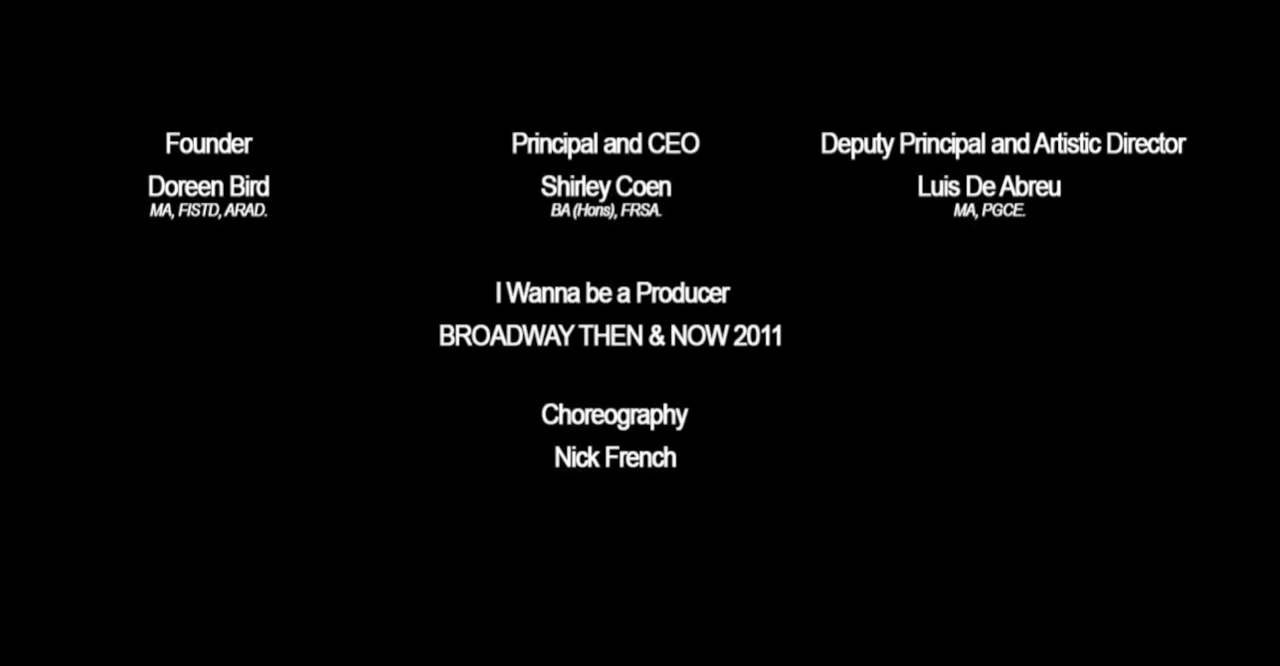 Founder
Doreen Bird
MA, FISTD, ARAD.
Principal and CEO
Shirley Coen
BA (Hons), FRSA.
Deputy Principal and Artistic Director
Luis De Abreu
MA, PGCE.
I Wanna be a Producer
BROADWAY THEN & NOW 2011
Choreography
Nick French